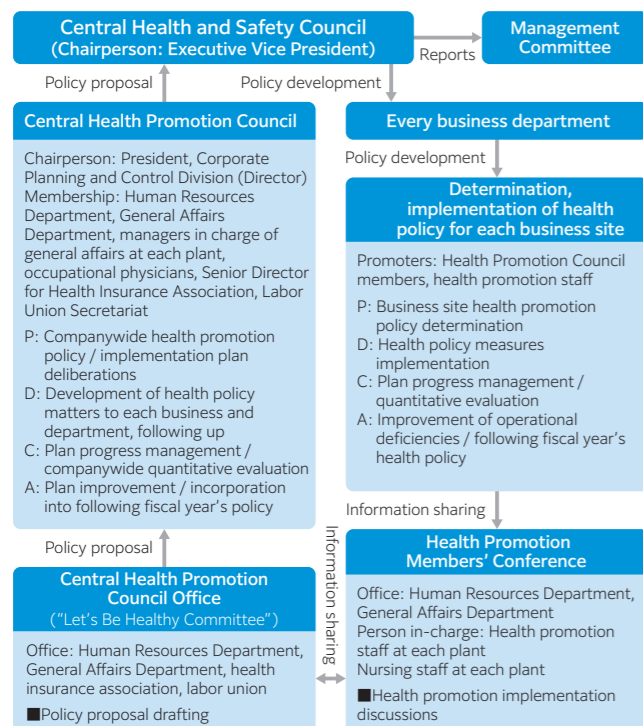 Central Health and Safety Council
(Chairperson: Executive Vice President)
Reports
Management
Committee
Policy proposal
Policy development
Central Health Promotion Council
Chairperson: President, Corporate
Planning and Control Division (Director)
Membership: Human Resources
Department, General Affairs
Department, managers in charge of
general affairs at each plant,
occupational physicians, Senior Director
for Health Insurance Association, Labor
Union Secretariat
P: Companywide health promotion
policy / implementation plan
deliberations
D: Development of health policy
matters to each business and
department, following up
C: Plan progress management /
companywide quantitative evaluation
A: Plan improvement / incorporation
into following fiscal year's policy
Every business department
Policy development
Determination,
implementation of health
policy for each business site
Promoters: Health Promotion Council
members, health promotion staff
P: Business site health promotion
policy determination
D: Health policy measures
implementation
C: Plan progress management /
quantitative evaluation
A: Improvement of operational
deficiencies / following fiscal year's
health policy
Policy proposal
Information sharing
Central Health Promotion
Council Office
("Let's Be Healthy Committee")
Office: Human Resources Department,
General Affairs Department, health
insurance association, labor union
■Policy proposal drafting
Information sharing
Health Promotion
Members' Conference
Office: Human Resources Department,
General Affairs Department
Person in-charge: Health promotion
staff at each plant
Nursing staff at each plant
■Health promotion implementation
discussions